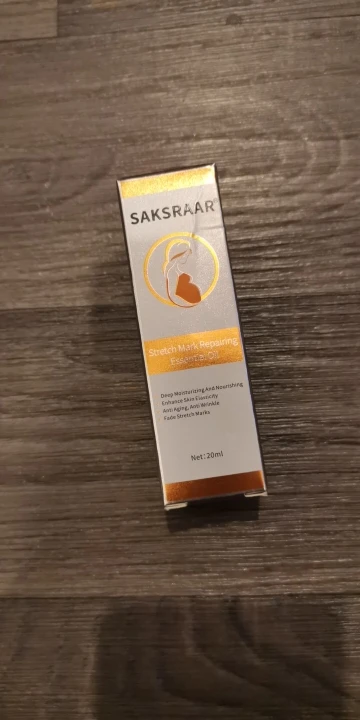 SAKSRAAR®
Stretch Mark Repairing
Essential Oil
Deep Moisturizing And Nourishing
Enhance Skin Elasticity
Anti Aging, Anti Wrinkle
Fade Stretch Marks
Net: 20ml